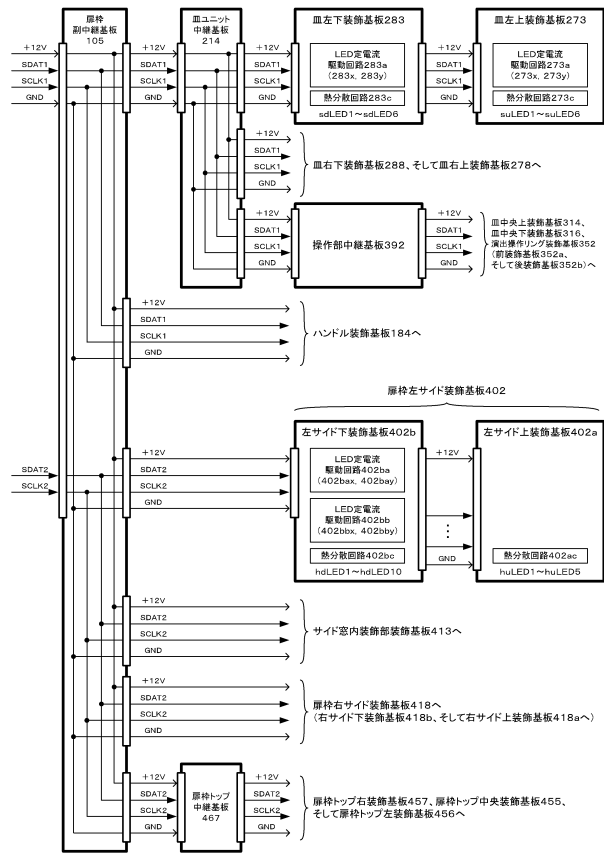 扉枠
副中継基板
105
皿ユニット
中継基板
214
皿左下装飾基板283
皿左上装飾基板273
+12V
SDAT1
SCLK1
GND
+12V
SDAT1
SCLK1
GND
+12V
SDAT1
SCLK1
GND
LED定電流
駆動回路283a
(283x, 283y)
熱分散回路283c
sdLED1～sdLED6
+12V
SDAT1
SCLK1
GND
LED定電流
駆動回路273a
(273x, 273y)
熱分散回路273c
suLED1～suLED6
+12V
SDAT1
SCLK1
GND
皿右下装飾基板288、そして皿右上装飾基板278へ
+12V
SDAT1
SCLK1
GND
操作部中継基板392
+12V
SDAT1
SCLK1
GND
皿中央上装飾基板314、
皿中央下装飾基板316、
演出操作リング装飾基板352
(前装飾基板352a、
そして後装飾基板352b)へ
+12V
SDAT1
SCLK1
GND
ハンドル装飾基板184へ
扉枠左サイド装飾基板402
左サイド下装飾基板402b
左サイド上装飾基板402a
SDAT2
SCLK2
+12V
SDAT2
SCLK2
GND
LED定電流
駆動回路402ba
(402bax, 402bay)
LED定電流
駆動回路402bb
(402bbx, 402bby)
熱分散回路402bc
hdLED1～hdLED10
+12V
⋮
GND
熱分散回路402ac
huLED1～huLED5
+12V
SDAT2
SCLK2
GND
サイド窓内装飾部装飾基板413へ
+12V
SDAT2
SCLK2
GND
扉枠右サイド装飾基板418へ
(右サイド下装飾基板418b、そして右サイド上装飾基板418aへ)
+12V
SDAT2
SCLK2
GND
扉枠トップ
中継基板
467
+12V
SDAT2
SCLK2
GND
扉枠トップ右装飾基板457、扉枠トップ中央装飾基板455、
そして扉枠トップ左装飾基板456へ